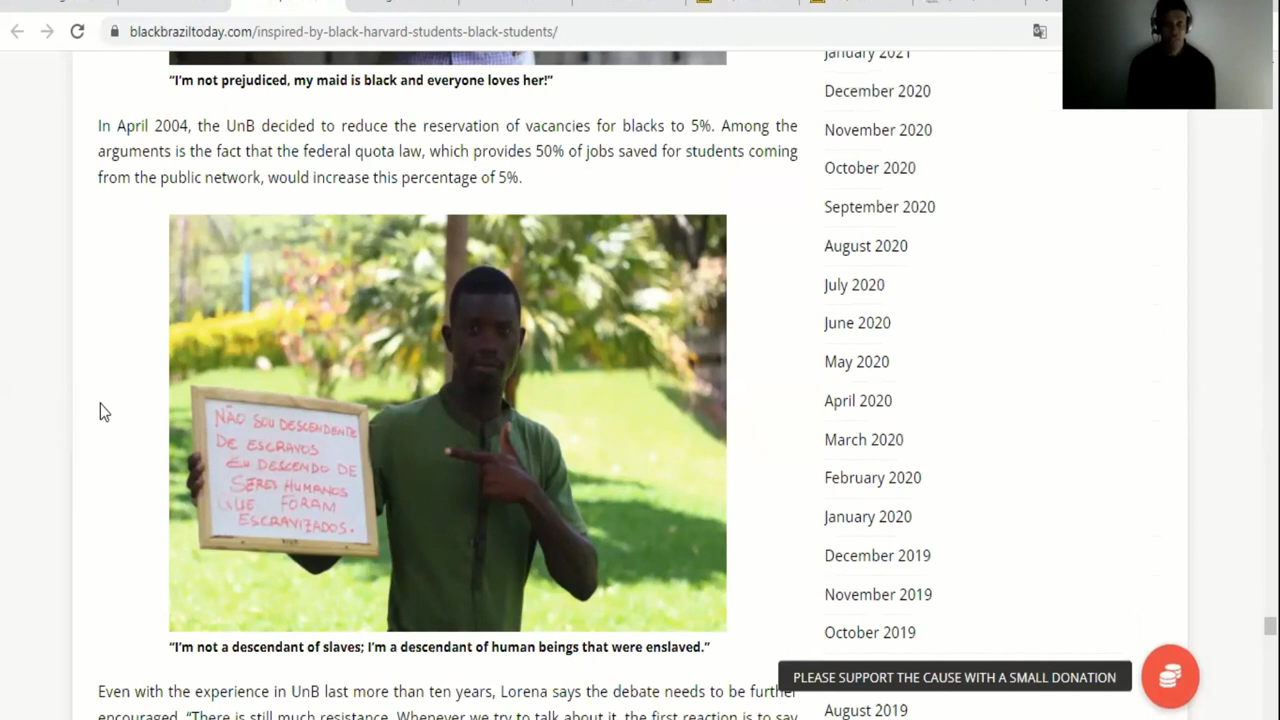 blackbraziltoday.com/inspired-by-black-harvard-students-black-students/
“I’m not prejudiced, my maid is black and everyone loves her!”
In April 2004, the UnB decided to reduce the reservation of vacancies for blacks to 5%. Among the
arguments is the fact that the federal quota law, which provides 50% of jobs saved for students coming
from the public network, would increase this percentage of 5%.
NÃO SOU DESCENDENTE
DE ESCRAVOS
EU DESCENDO DE
SERES HUMANOS
QUE FORAM
ESCRAVIZADOS.
“I’m not a descendant of slaves; I’m a descendant of human beings that were enslaved.”
Even with the experience in UnB last more than ten years, Lorena says the debate needs to be further
encouraged. “There is still much resistance. Whenever we try to talk about it, the first reaction is to say
January 2021
December 2020
November 2020
October 2020
September 2020
August 2020
July 2020
June 2020
May 2020
April 2020
March 2020
February 2020
January 2020
December 2019
November 2019
October 2019
PLEASE SUPPORT THE CAUSE WITH A SMALL DONATION
August 2019